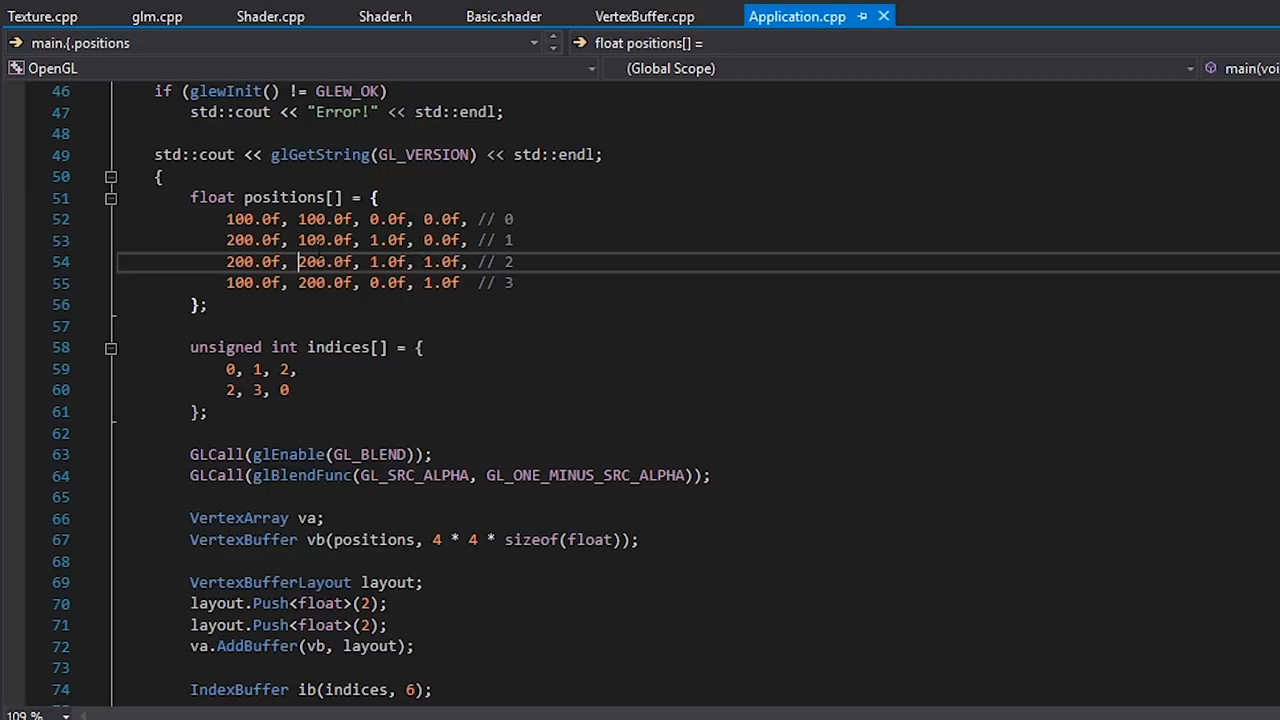 Texture.cpp glm.cpp Shader.cpp Shader.h Basic.shader VertexBuffer.cpp Application.cpp
main.{.positions float positions[] =
OpenGL (Global Scope) main(voi
46 if (glewInit() != GLEW_OK)
47 std::cout << "Error!" << std::endl;
48
49 std::cout << glGetString(GL_VERSION) << std::endl;
50 {
51 float positions[] = {
52 100.0f, 100.0f, 0.0f, 0.0f, // 0
53 200.0f, 100.0f, 1.0f, 0.0f, // 1
54 200.0f, 200.0f, 1.0f, 1.0f, // 2
55 100.0f, 200.0f, 0.0f, 1.0f // 3
56 };
57
58 unsigned int indices[] = {
59 0, 1, 2,
60 2, 3, 0
61 };
62
63 GLCall(glEnable(GL_BLEND));
64 GLCall(glBlendFunc(GL_SRC_ALPHA, GL_ONE_MINUS_SRC_ALPHA));
65
66 VertexArray va;
67 VertexBuffer vb(positions, 4 * 4 * sizeof(float));
68
69 VertexBufferLayout layout;
70 layout.Push<float>(2);
71 layout.Push<float>(2);
72 va.AddBuffer(vb, layout);
73
74 IndexBuffer ib(indices, 6);
109 %